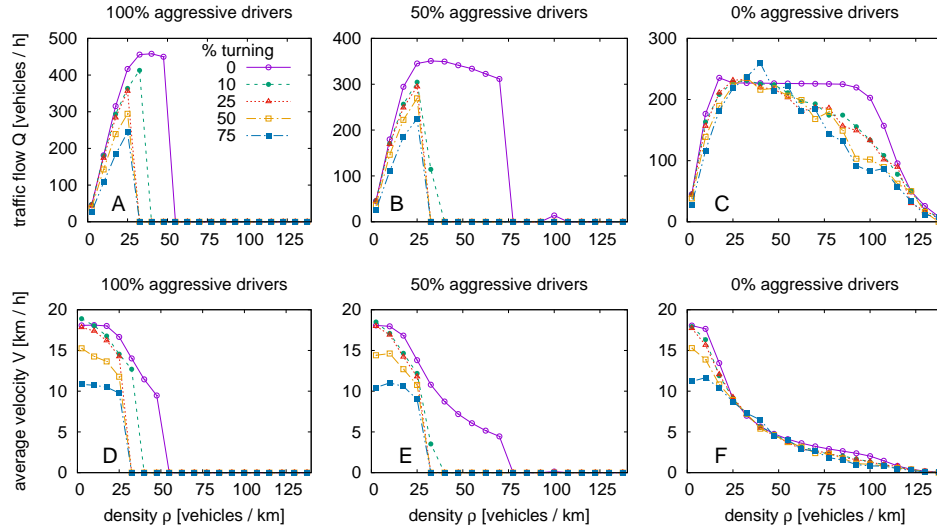 100% aggressive drivers
50% aggressive drivers
0% aggressive drivers
traffic flow Q [vehicles / h]
500
400
300
200
100
0
% turning
0
10
25
50
75
A
0 25 50 75 100 125
400
300
200
100
0
B
0 25 50 75 100 125
300
200
100
0
C
0 25 50 75 100 125
100% aggressive drivers
50% aggressive drivers
0% aggressive drivers
average velocity V [km / h]
20
15
10
5
0
D
0 25 50 75 100 125
density ρ [vehicles / km]
20
15
10
5
0
E
0 25 50 75 100 125
density ρ [vehicles / km]
20
15
10
5
0
F
0 25 50 75 100 125
density ρ [vehicles / km]